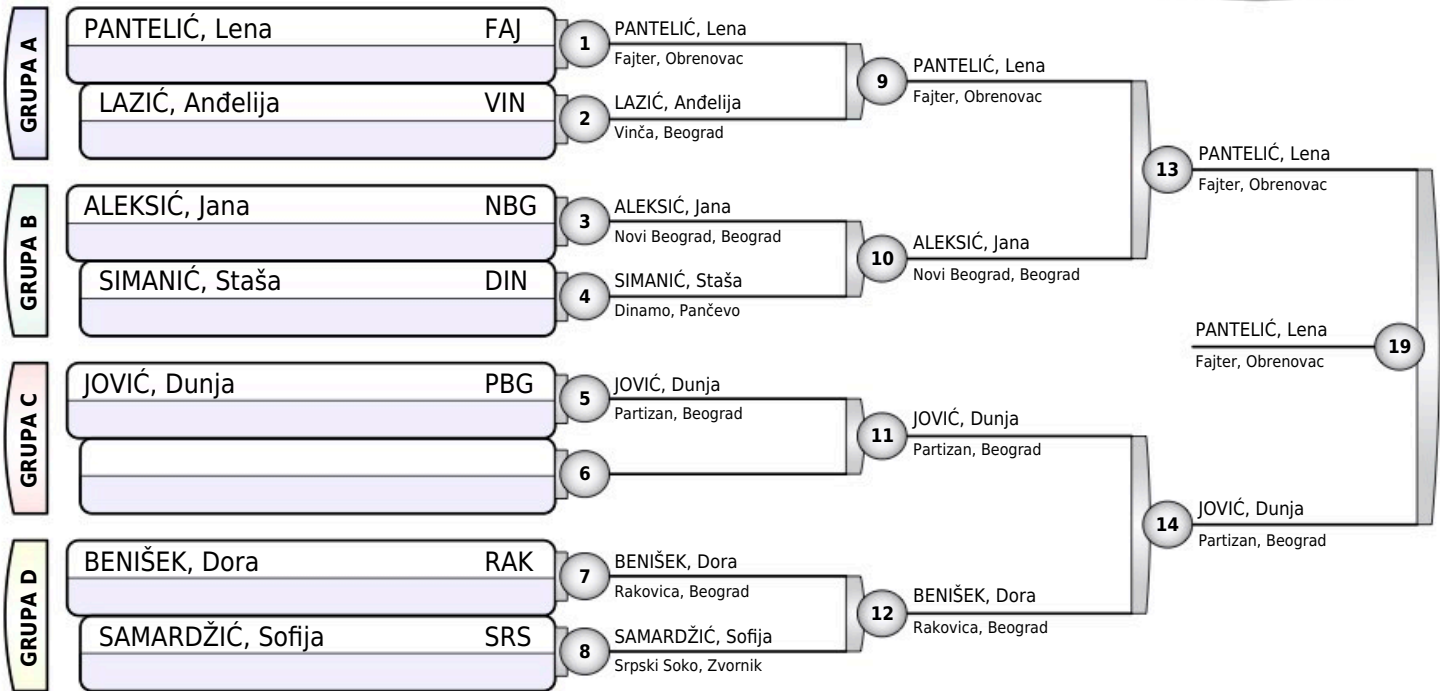 GRUPA A
PANTELIĆ, Lena FAJ
LAZIĆ, Anđelija VIN
1
PANTELIĆ, Lena
Fajter, Obrenovac
2
LAZIĆ, Anđelija
Vinča, Beograd
9
PANTELIĆ, Lena
Fajter, Obrenovac
GRUPA B
ALEKSIĆ, Jana NBG
SIMANIĆ, Staša DIN
3
ALEKSIĆ, Jana
Novi Beograd, Beograd
4
SIMANIĆ, Staša
Dinamo, Pančevo
10
ALEKSIĆ, Jana
Novi Beograd, Beograd
13
PANTELIĆ, Lena
Fajter, Obrenovac
GRUPA C
JOVIĆ, Dunja PBG
5
JOVIĆ, Dunja
Partizan, Beograd
6
11
JOVIĆ, Dunja
Partizan, Beograd
GRUPA D
BENIŠEK, Dora RAK
SAMARDŽIĆ, Sofija SRS
7
BENIŠEK, Dora
Rakovica, Beograd
8
SAMARDŽIĆ, Sofija
Srpski Soko, Zvornik
12
BENIŠEK, Dora
Rakovica, Beograd
14
JOVIĆ, Dunja
Partizan, Beograd
PANTELIĆ, Lena
Fajter, Obrenovac
19